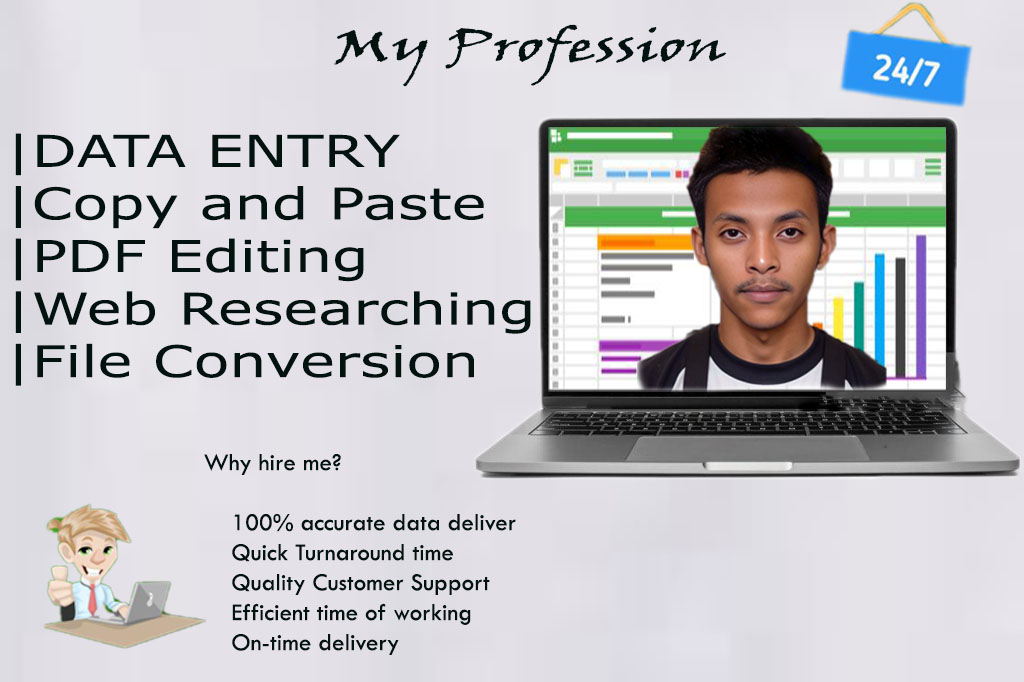 24/7
My Profession
|DATA ENTRY
|Copy and Paste
|PDF Editing
|Web Researching
|File Conversion
Why hire me?
100% accurate data deliver
Quick Turnaround time
Quality Customer Support
Efficient time of working
On-time delivery